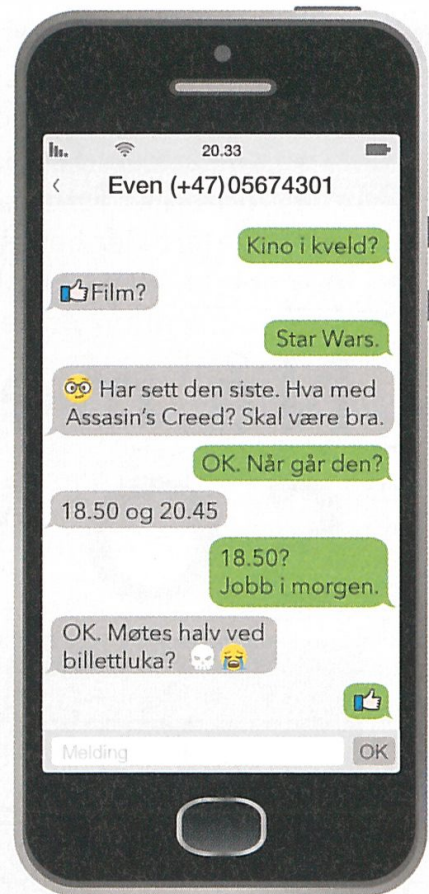 20.33
Even (+47) 05674301
Kino i kveld?
👍Film?
Star Wars.
🤓 Har sett den siste. Hva med
Assasin's Creed? Skal være bra.
OK. Når går den?
18.50 og 20.45
18.50?
Jobb i morgen.
OK. Møtes halv ved
billettluka? 💀😭
👍
Melding
OK